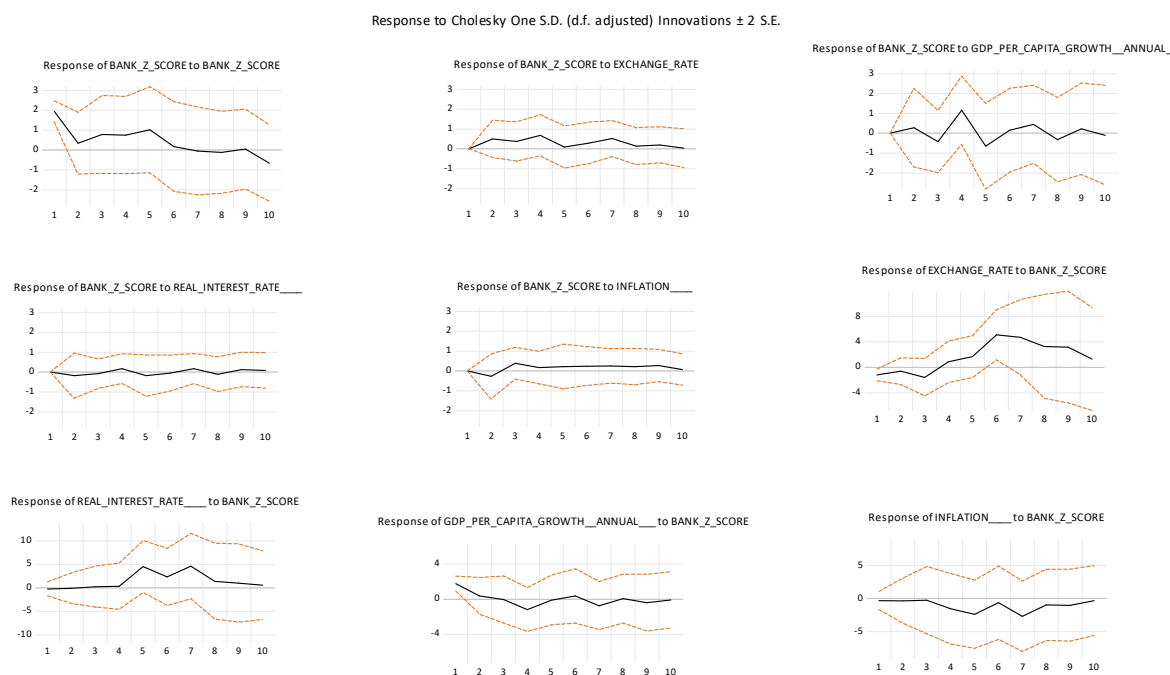 Response to Cholesky One S.D. (d.f. adjusted) Innovations ± 2 S.E.
Response of BANK_Z_SCORE to BANK_Z_SCORE
3
2
1
0
-1
-2
1 2 3 4 5 6 7 8 9 10
Response of BANK_Z_SCORE to EXCHANGE_RATE
3
2
1
0
-1
-2
1 2 3 4 5 6 7 8 9 10
Response of BANK_Z_SCORE to GDP_PER_CAPITA_GROWTH__ANNUAL_
3
2
1
0
-1
-2
1 2 3 4 5 6 7 8 9 10
Response of BANK_Z_SCORE to REAL_INTEREST_RATE____
3
2
1
0
-1
-2
1 2 3 4 5 6 7 8 9 10
Response of BANK_Z_SCORE to INFLATION____
3
2
1
0
-1
-2
1 2 3 4 5 6 7 8 9 10
Response of EXCHANGE_RATE to BANK_Z_SCORE
8
4
0
-4
1 2 3 4 5 6 7 8 9 10
Response of REAL_INTEREST_RATE____ to BANK_Z_SCORE
10
5
0
-5
-10
1 2 3 4 5 6 7 8 9 10
Response of GDP_PER_CAPITA_GROWTH__ANNUAL___ to BANK_Z_SCORE
4
0
-4
1 2 3 4 5 6 7 8 9 10
Response of INFLATION____ to BANK_Z_SCORE
5
0
-5
1 2 3 4 5 6 7 8 9 10